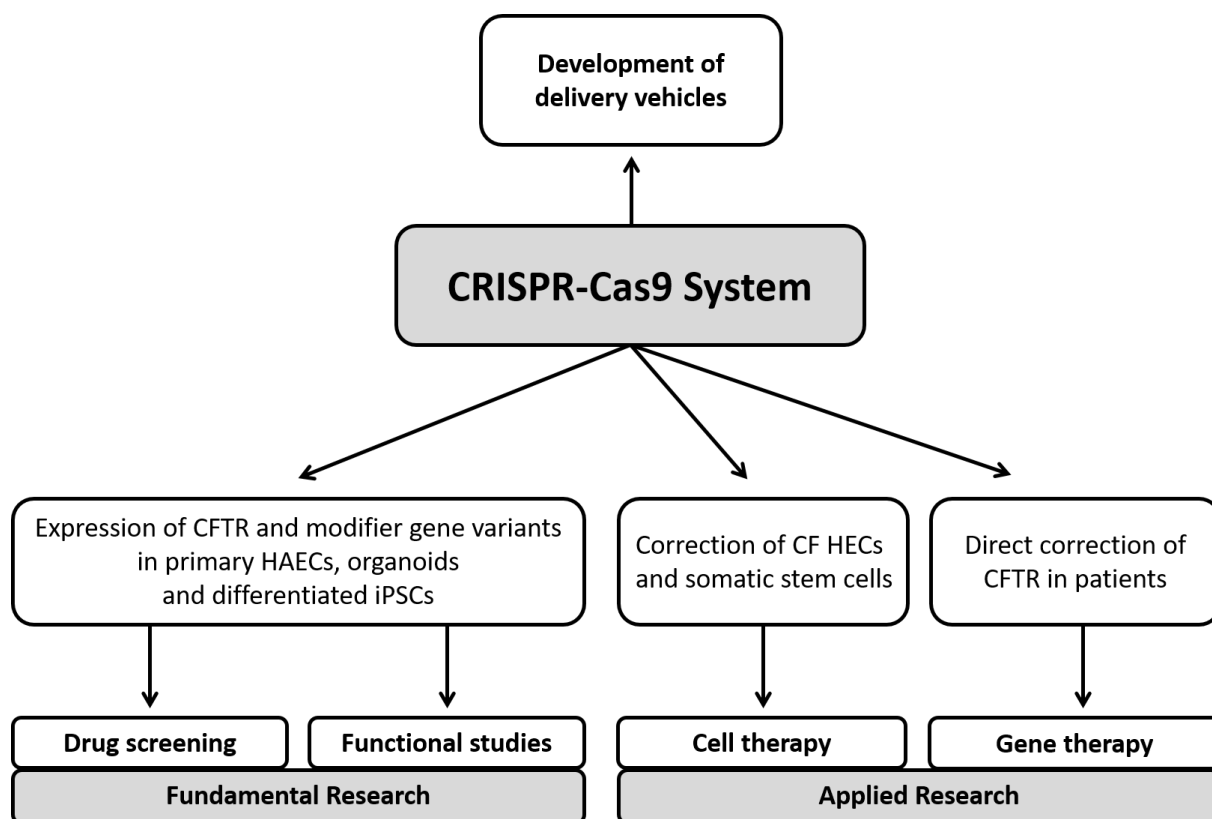 Development of
delivery vehicles
CRISPR-Cas9 System
Expression of CFTR and modifier gene variants
in primary HAECs, organoids
and differentiated iPSCs
Correction of CF HECs
and somatic stem cells
Direct correction of
CFTR in patients
Drug screening
Functional studies
Cell therapy
Gene therapy
Fundamental Research
Applied Research